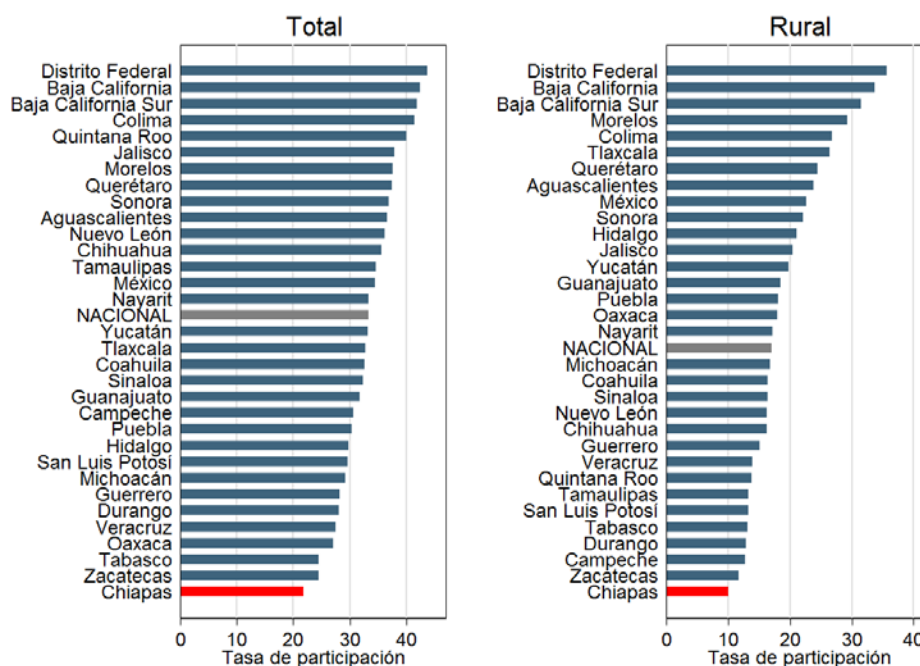 Total
Distrito Federal
Baja California
Baja California Sur
Colima
Quintana Roo
Jalisco
Morelos
Querétaro
Sonora
Aguascalientes
Nuevo León
Chihuahua
Tamaulipas
México
Nayarit
NACIONAL
Yucatán
Tlaxcala
Coahuila
Sinaloa
Guanajuato
Campeche
Puebla
Hidalgo
San Luis Potosí
Michoacán
Guerrero
Durango
Veracruz
Oaxaca
Tabasco
Zacatecas
Chiapas
0 10 20 30 40
Tasa de participación
Rural
Distrito Federal
Baja California
Baja California Sur
Morelos
Colima
Tlaxcala
Querétaro
Aguascalientes
México
Sonora
Hidalgo
Jalisco
Yucatán
Guanajuato
Puebla
Oaxaca
Nayarit
NACIONAL
Michoacán
Coahuila
Sinaloa
Nuevo León
Chihuahua
Guerrero
Veracruz
Quintana Roo
Tamaulipas
San Luis Potosí
Tabasco
Durango
Campeche
Zacatecas
Chiapas
0 10 20 30 40
Tasa de participación